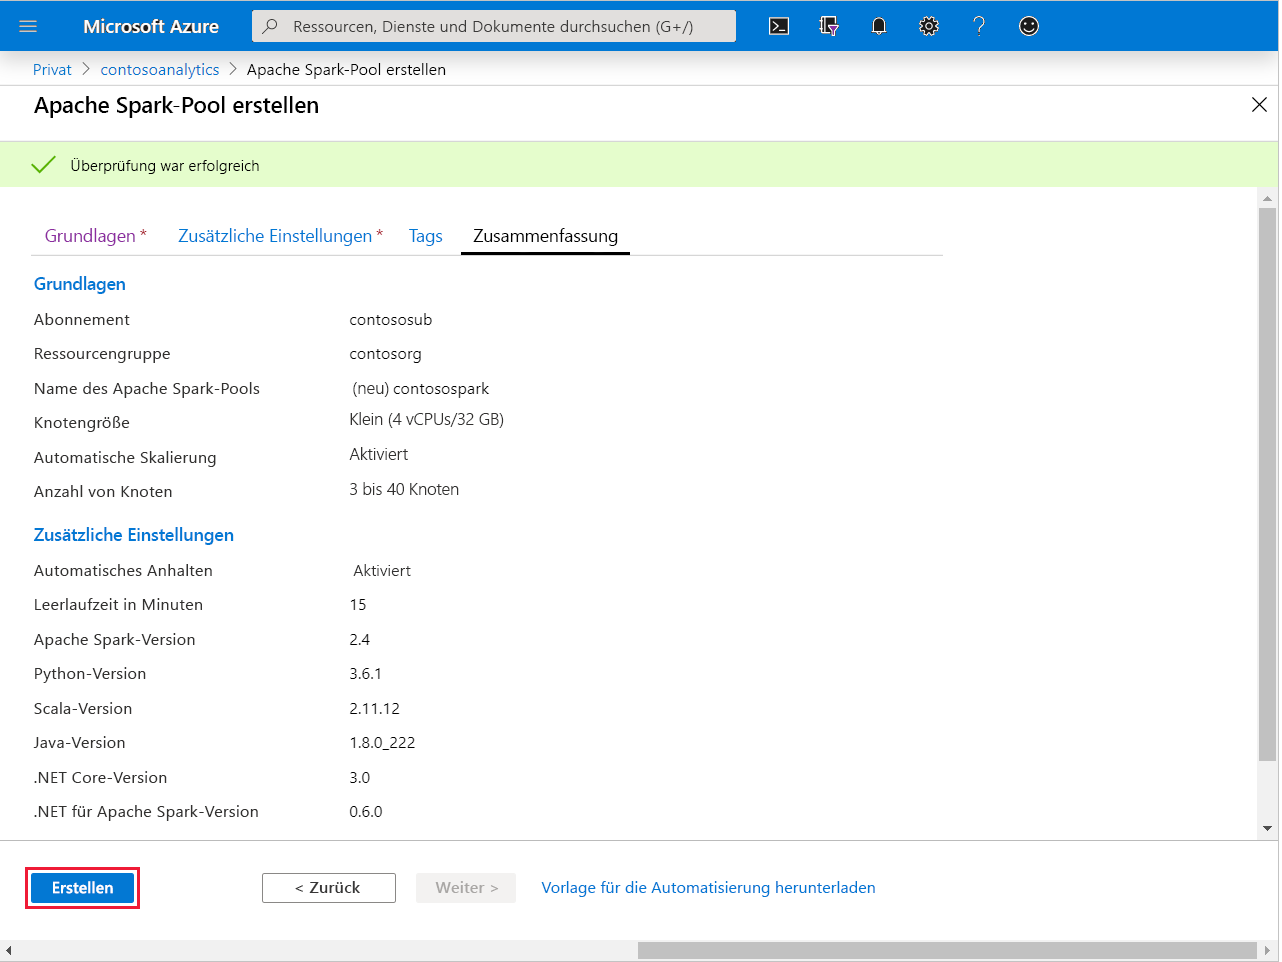 Microsoft Azure
Ressourcen, Dienste und Dokumente durchsuchen (G+/)
Privat > contosoanalytics > Apache Spark-Pool erstellen
Apache Spark-Pool erstellen
Überprüfung war erfolgreich
Grundlagen * Zusätzliche Einstellungen * Tags Zusammenfassung
Grundlagen
Abonnement contososub
Ressourcengruppe contosorg
Name des Apache Spark-Pools (neu) contosospark
Knotengröße Klein (4 vCPUs/32 GB)
Automatische Skalierung Aktiviert
Anzahl von Knoten 3 bis 40 Knoten
Zusätzliche Einstellungen
Automatisches Anhalten Aktiviert
Leerlaufzeit in Minuten 15
Apache Spark-Version 2.4
Python-Version 3.6.1
Scala-Version 2.11.12
Java-Version 1.8.0_222
.NET Core-Version 3.0
.NET für Apache Spark-Version 0.6.0
Erstellen < Zurück Weiter > Vorlage für die Automatisierung herunterladen